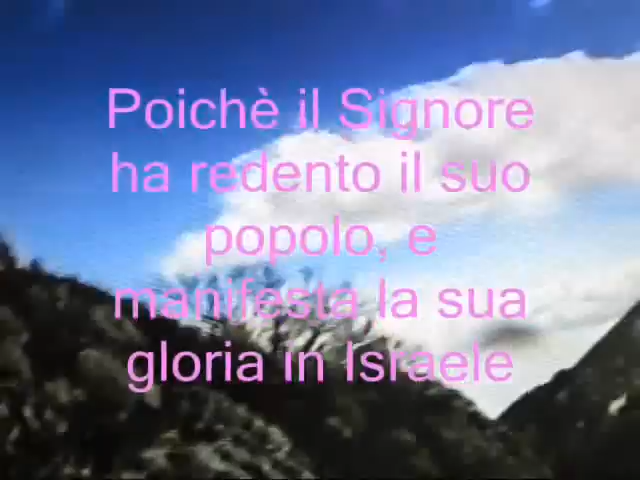 Poichè il Signore
ha redento il suo
popolo, e
manifesta la sua
gloria in Israele